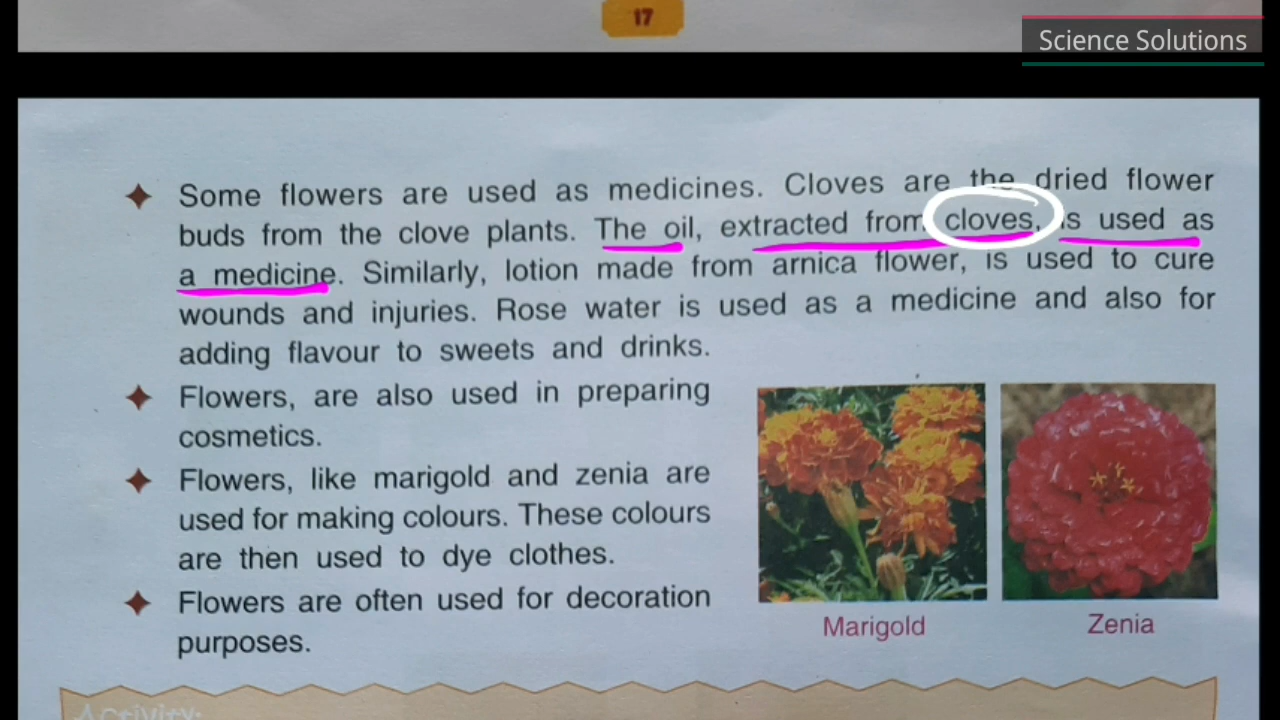 17
Science Solutions
Some flowers are used as medicines. Cloves are the dried flower
buds from the clove plants. The oil, extracted from cloves, is used as
a medicine. Similarly, lotion made from arnica flower, is used to cure
wounds and injuries. Rose water is used as a medicine and also for
adding flavour to sweets and drinks.
Flowers, are also used in preparing
cosmetics.
Flowers, like marigold and zenia are
used for making colours. These colours
are then used to dye clothes.
Flowers are often used for decoration
purposes.
Marigold
Zenia
Activity